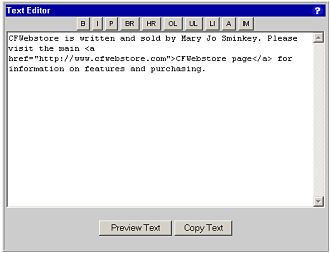 Text Editor ?
B I P BR HR OL UL LI A IM
CFWebstore is written and sold by Mary Jo Sminkey. Please
visit the main <a
href="http://www.cfwebstore.com">CFWebstore page</a> for
information on features and purchasing.
Preview Text Copy Text